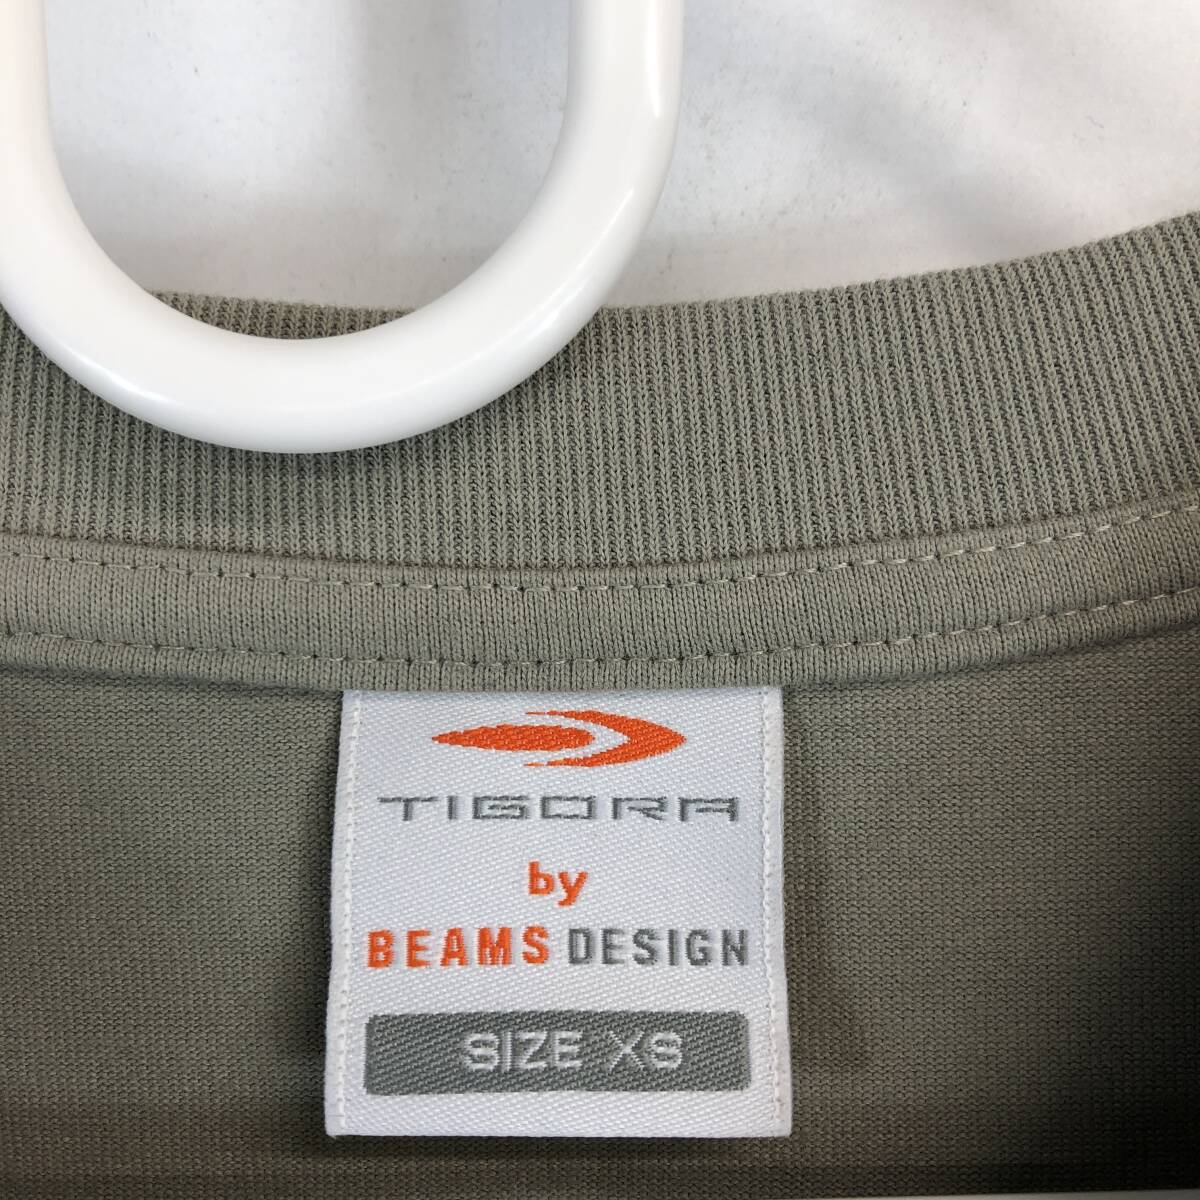 TIGORA
by
BEAMS DESIGN
SIZE XS